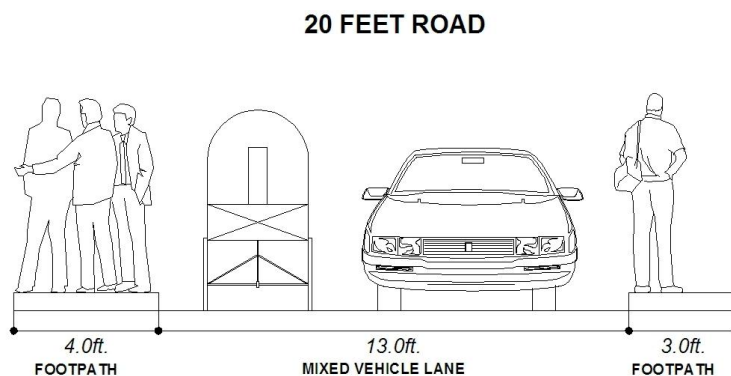 20 FEET ROAD
4.0ft. 13.0ft. 3.0ft.
FOOTPATH MIXED VEHICLE LANE FOOTPATH